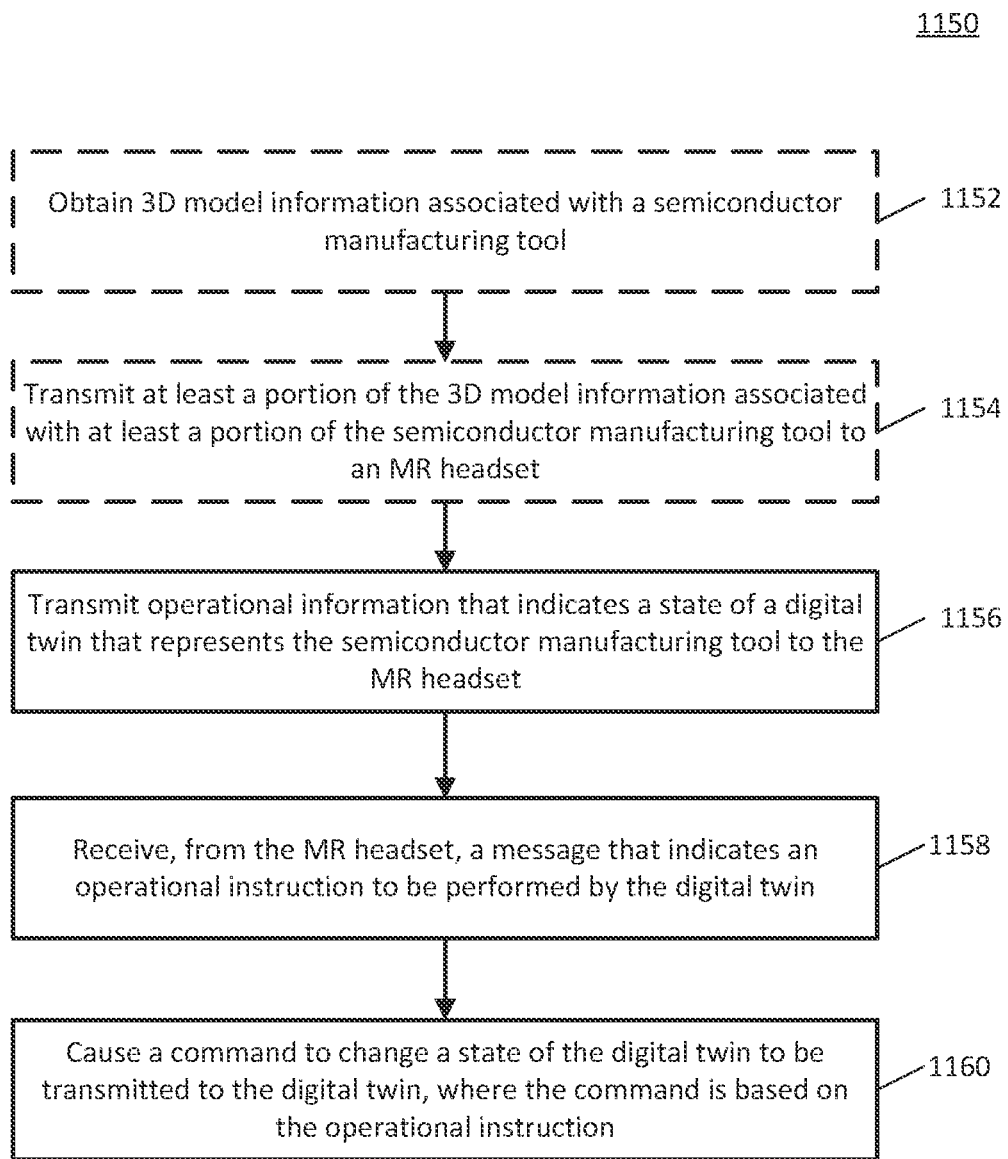 1150
Obtain 3D model information associated with a semiconductor
manufacturing tool
1152
Transmit at least a portion of the 3D model information associated
with at least a portion of the semiconductor manufacturing tool to
an MR headset
1154
Transmit operational information that indicates a state of a digital
twin that represents the semiconductor manufacturing tool to the
MR headset
1156
Receive, from the MR headset, a message that indicates an
operational instruction to be performed by the digital twin
1158
Cause a command to change a state of the digital twin to be
transmitted to the digital twin, where the command is based on
the operational instruction
1160